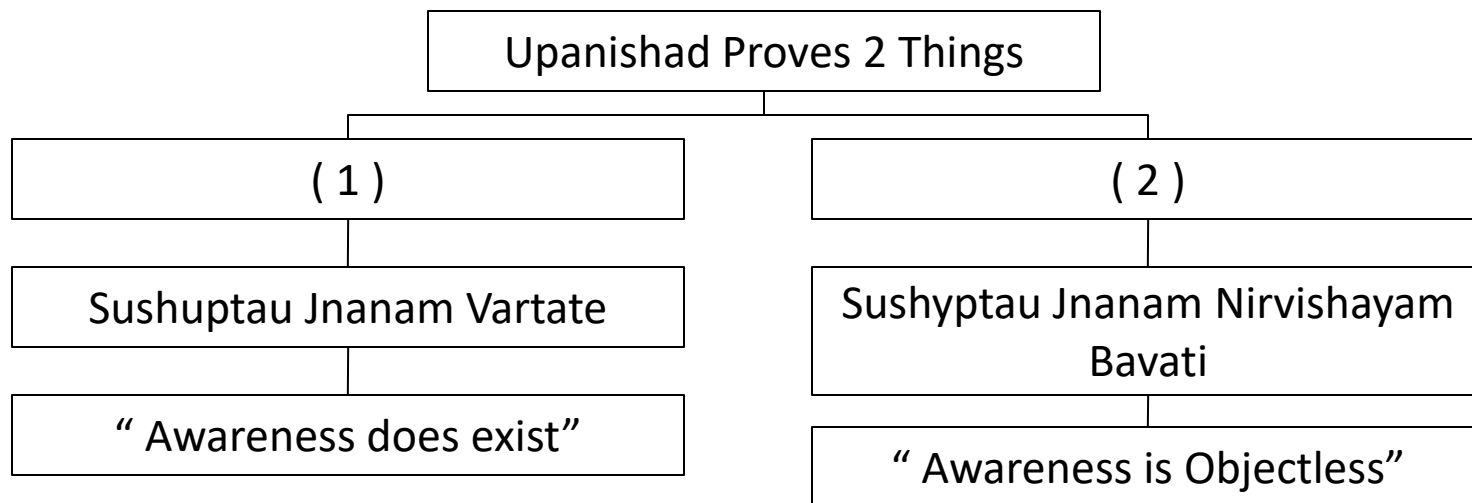 Upanishad Proves 2 Things
( 1 )
Sushuptau Jnanam Vartate
“ Awareness does exist”
( 2 )
Sushyptau Jnanam Nirvishayam
Bavati
“ Awareness is Objectless”